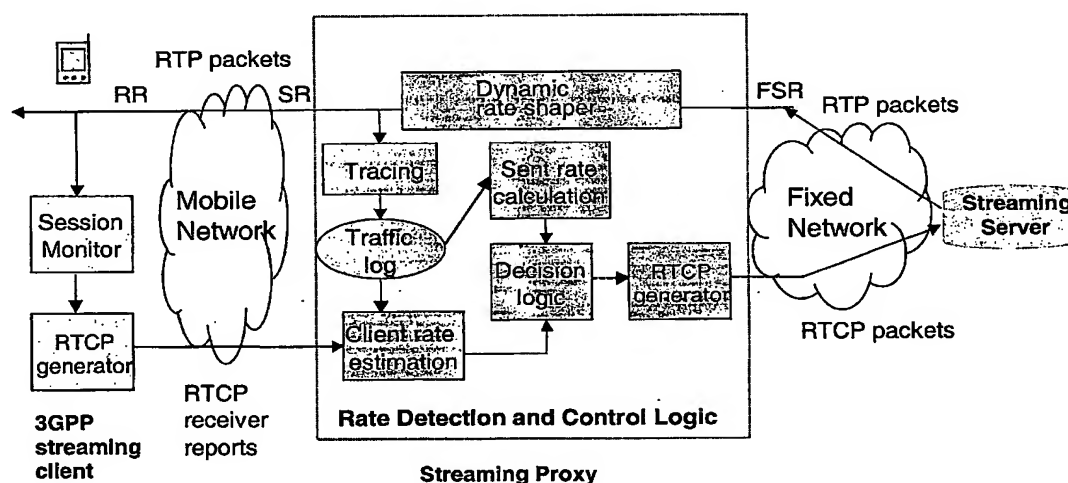 RTP packets
RR
SR
Dynamic
rate shaper
FSR
RTP packets
Tracing
Sent rate
calculation
Mobile
Network
Fixed
Network
Streaming
Server
Session
Monitor
Traffic
log
Decision
logic
RTCP
generator
RTCP packets
RTCP
generator
Client rate
estimation
RTCP
receiver
reports
3GPP
streaming
client
Rate Detection and Control Logic
Streaming Proxy